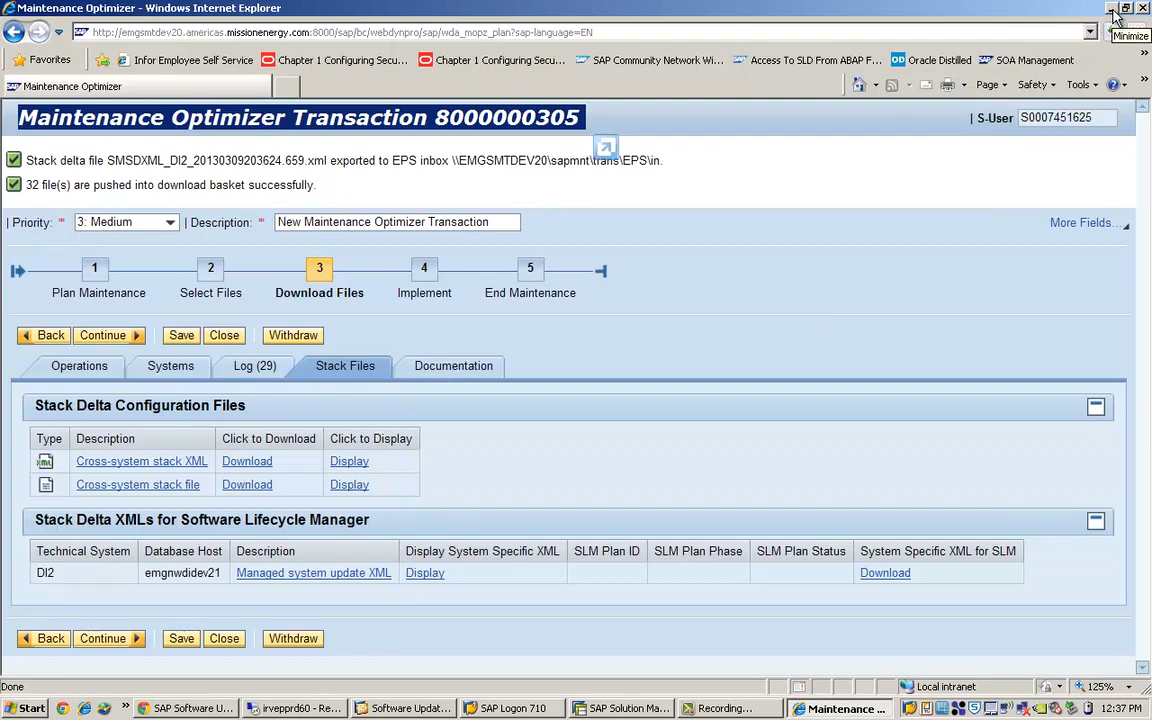 Maintenance Optimizer - Windows Internet Explorer
http://emgsmtdev20.americas.missionenergy.com:8000/sap/bc/webdynpro/sap/wda_mopz_plan?sap-language=EN
Minimize
Favorites Infor Employee Self Service Chapter 1 Configuring Secu... Chapter 1 Configuring Secu... SAP Community Network Wi... Access To SLD From ABAP F... Oracle Distilled SOA Management
Maintenance Optimizer Page Safety Tools
Maintenance Optimizer Transaction 8000000305 | S-User S0007451625
Stack delta file SMSDXML_DI2_20130309203624.659.xml exported to EPS inbox \\EMGSMTDEV20\sapmnt\trans\EPS\in.
32 file(s) are pushed into download basket successfully.
| Priority: * 3: Medium | Description: * New Maintenance Optimizer Transaction More Fields...
1 2 3 4 5
Plan Maintenance Select Files Download Files Implement End Maintenance
Back Continue Save Close Withdraw
Operations Systems Log (29) Stack Files Documentation
Stack Delta Configuration Files
Type Description Click to Download Click to Display
Cross-system stack XML Download Display
Cross-system stack file Download Display
Stack Delta XMLs for Software Lifecycle Manager
Technical System Database Host Description Display System Specific XML SLM Plan ID SLM Plan Phase SLM Plan Status System Specific XML for SLM
DI2 emgnwdidev21 Managed system update XML Display Download
Back Continue Save Close Withdraw
Done Local intranet 125%
Start SAP Software U... irvepprd60 - Re... Software Updat... SAP Logon 710 SAP Solution Ma... Recording... Maintenance ... 12:37 PM